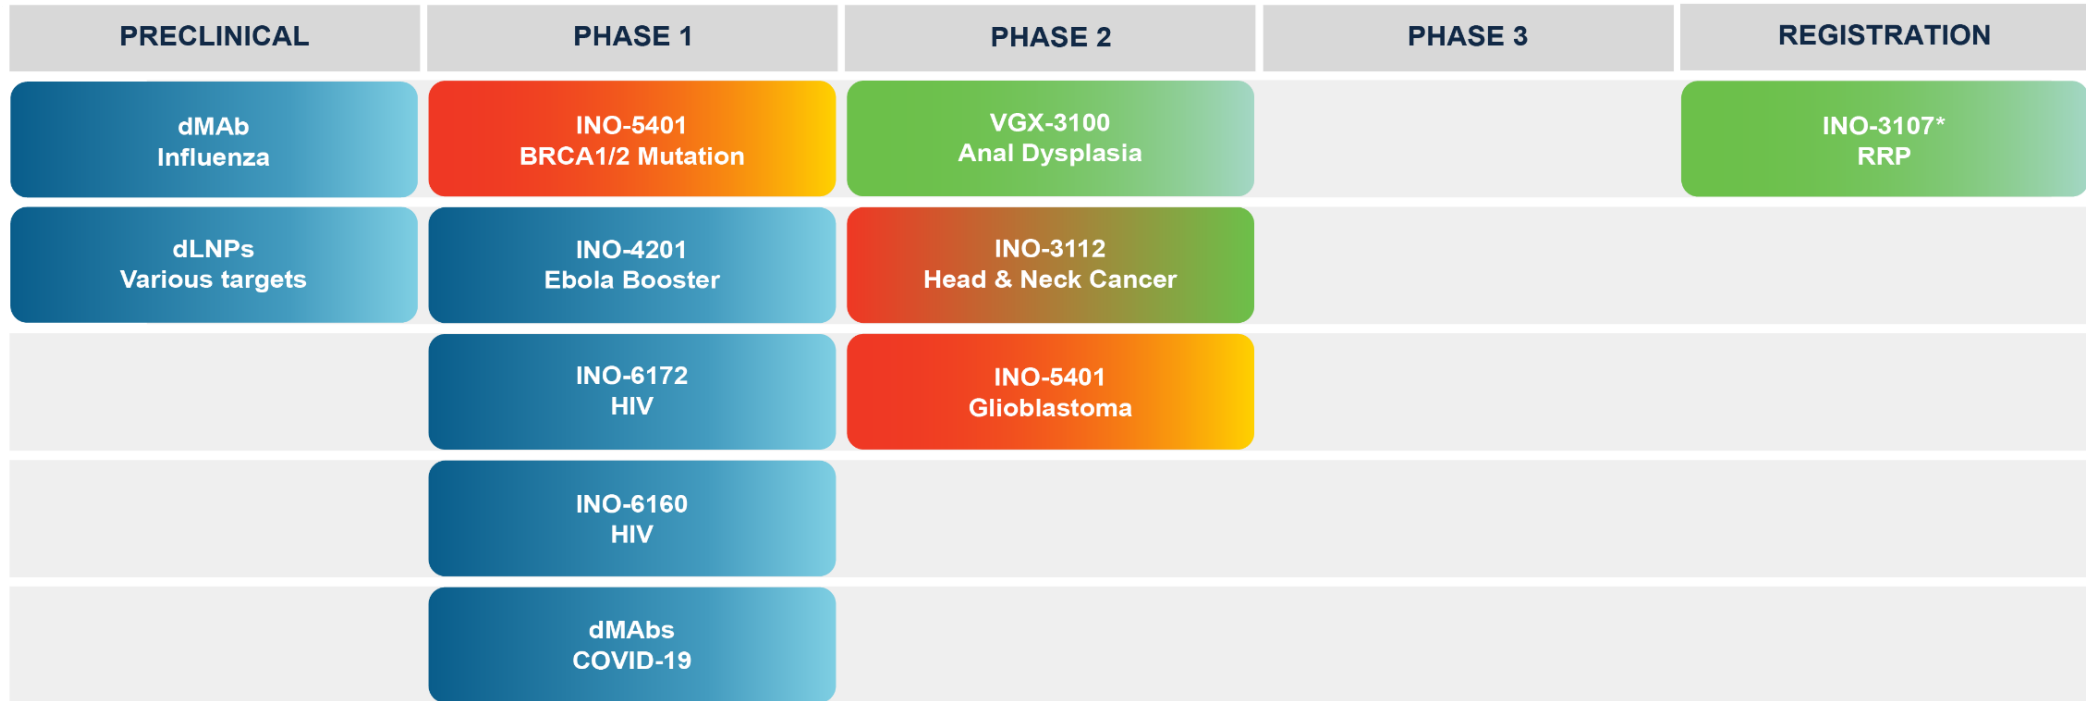 PRECLINICAL
PHASE 1
PHASE 2
PHASE 3
REGISTRATION
dMAb
Influenza
INO-5401
BRCA1/2 Mutation
VGX-3100
Anal Dysplasia
INO-3107*
RRP
dLNPs
Various targets
INO-4201
Ebola Booster
INO-3112
Head & Neck Cancer
INO-6172
HIV
INO-5401
Glioblastoma
INO-6160
HIV
dMAbs
COVID-19